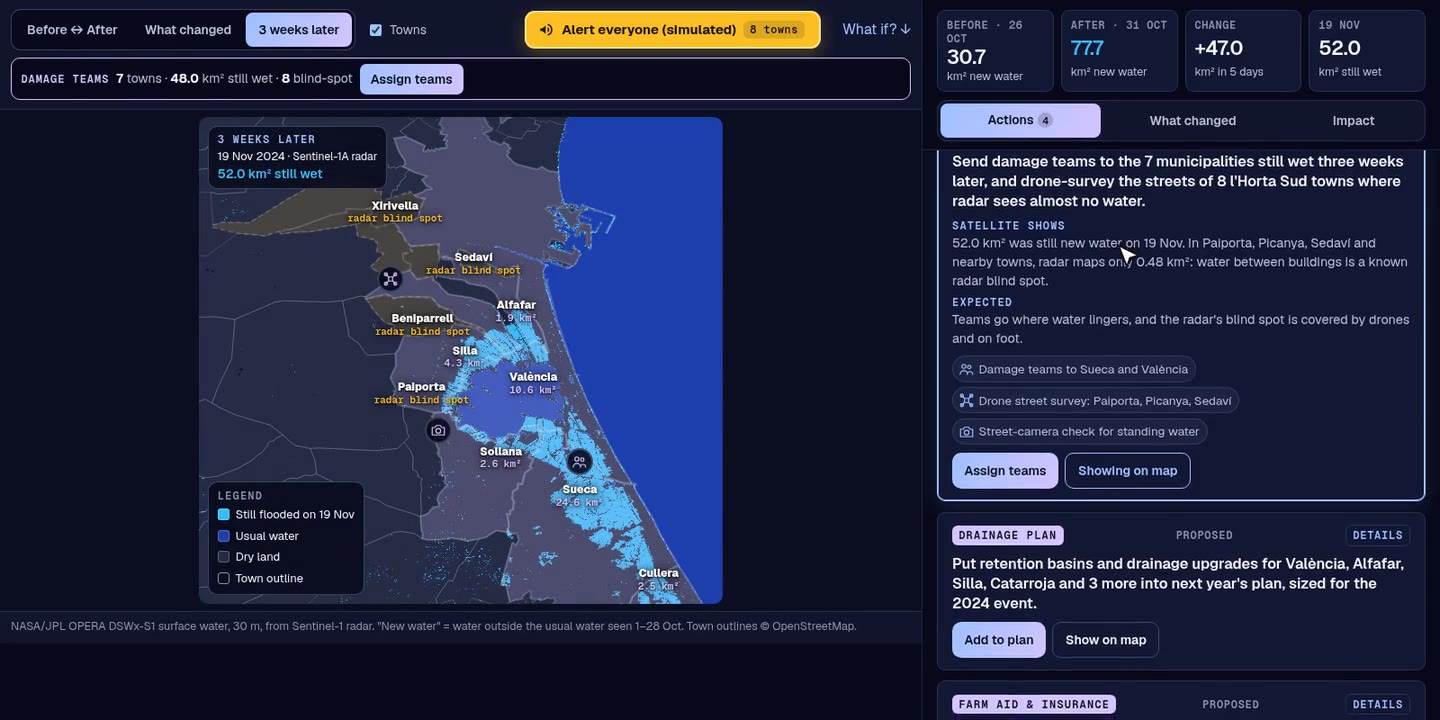 Before ↔ After
What changed
3 weeks later
Towns
Alert everyone (simulated) 8 towns
What if? ↓
DAMAGE TEAMS 7 towns · 48.0 km² still wet · 8 blind-spot
Assign teams
3 WEEKS LATER
19 Nov 2024 · Sentinel-1A radar
52.0 km² still wet
Xirivella
radar blind spot
Sedaví
radar blind spot
Alfafar
1.9 km²
Beniparrell
radar blind spot
Silla
4.3 km²
València
10.6 km²
Paiporta
radar blind spot
Sollana
2.6 km²
Sueca
24.6 km²
Cullera
2.5 km²
LEGEND
Still flooded on 19 Nov
Usual water
Dry land
Town outline
NASA/JPL OPERA DSWx-S1 surface water, 30 m, from Sentinel-1 radar. "New water" = water outside the usual water seen 1–28 Oct. Town outlines © OpenStreetMap.
BEFORE · 26
OCT
30.7
km² new water
AFTER · 31 OCT
77.7
km² new water
CHANGE
+47.0
km² in 5 days
19 NOV
52.0
km² still wet
Actions 4
What changed
Impact
Send damage teams to the 7 municipalities still wet three weeks
later, and drone-survey the streets of 8 l'Horta Sud towns where
radar sees almost no water.
SATELLITE SHOWS
52.0 km² was still new water on 19 Nov. In Paiporta, Picanya, Sedaví and
nearby towns, radar maps only 0.48 km²: water between buildings is a known
radar blind spot.
EXPECTED
Teams go where water lingers, and the radar's blind spot is covered by drones
and on foot.
Damage teams to Sueca and València
Drone street survey: Paiporta, Picanya, Sedaví
Street-camera check for standing water
Assign teams
Showing on map
DRAINAGE PLAN
PROPOSED
DETAILS
Put retention basins and drainage upgrades for València, Alfafar,
Silla, Catarroja and 3 more into next year's plan, sized for the
2024 event.
Add to plan
Show on map
FARM AID & INSURANCE
PROPOSED
DETAILS